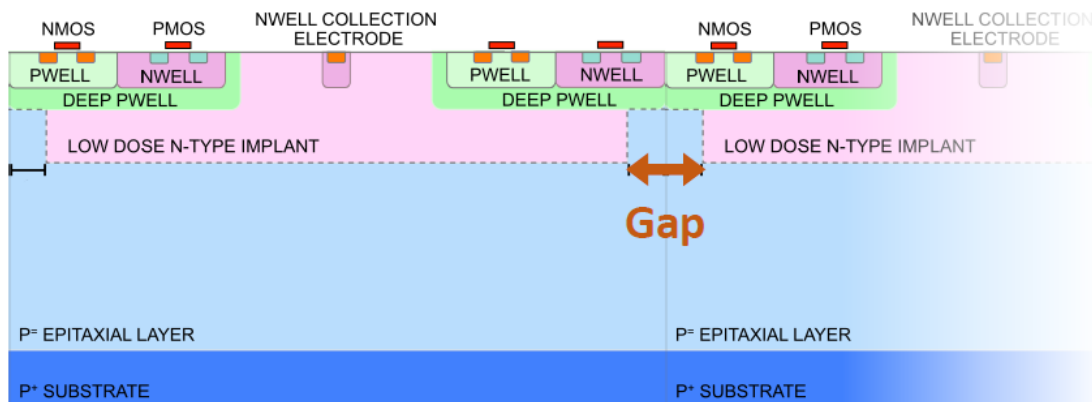 NMOS
PMOS
NWELL COLLECTION
ELECTRODE
NMOS
PMOS
NWELL COLLECTION
ELECTRODE
PWELL
NWELL
PWELL
NWELL
PWELL
NWELL
DEEP PWELL
DEEP PWELL
DEEP PWELL
LOW DOSE N-TYPE IMPLANT
LOW DOSE N-TYPE IMPLANT
Gap
P= EPITAXIAL LAYER
P= EPITAXIAL LAYER
P+ SUBSTRATE
P+ SUBSTRATE